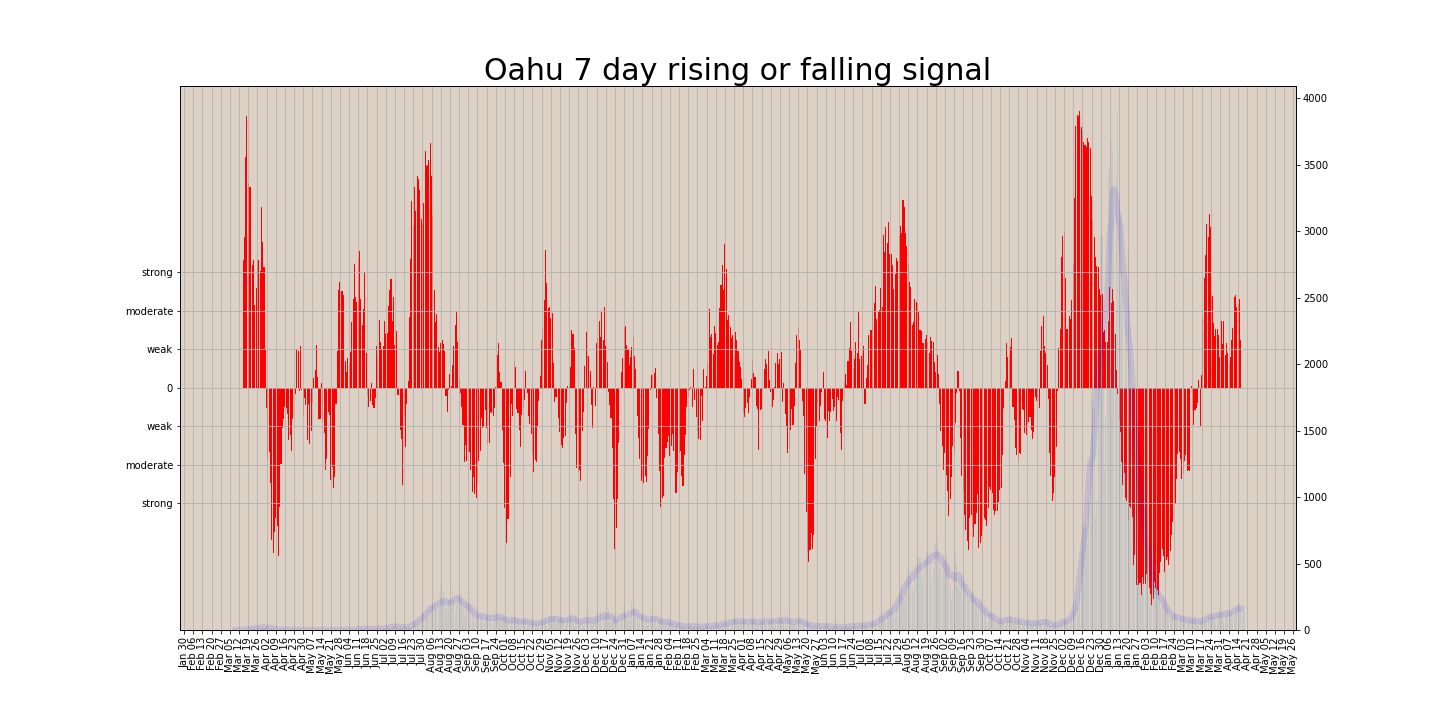 Oahu 7 day rising or falling signal
strong
moderate
weak
0
weak
moderate
strong
4000
3500
3000
2500
2000
1500
1000
500
0
Jan 30
Feb 06
Feb 13
Feb 20
Feb 27
Mar 05
Mar 12
Mar 19
Mar 26
Apr 02
Apr 09
Apr 16
Apr 23
Apr 30
May 07
May 14
May 21
May 28
Jun 04
Jun 11
Jun 18
Jun 25
Jul 02
Jul 09
Jul 16
Jul 23
Jul 30
Aug 06
Aug 13
Aug 20
Aug 27
Sep 03
Sep 10
Sep 17
Sep 24
Oct 01
Oct 08
Oct 15
Oct 22
Oct 29
Nov 05
Nov 12
Nov 19
Nov 26
Dec 03
Dec 10
Dec 17
Dec 24
Dec 31
Jan 07
Jan 14
Jan 21
Jan 28
Feb 04
Feb 11
Feb 18
Feb 25
Mar 04
Mar 11
Mar 18
Mar 25
Apr 01
Apr 08
Apr 15
Apr 22
Apr 29
May 06
May 13
May 20
May 27
Jun 03
Jun 10
Jun 17
Jun 24
Jul 01
Jul 08
Jul 15
Jul 22
Jul 29
Aug 05
Aug 12
Aug 19
Aug 26
Sep 02
Sep 09
Sep 16
Sep 23
Sep 30
Oct 07
Oct 14
Oct 21
Oct 28
Nov 04
Nov 11
Nov 18
Nov 25
Dec 02
Dec 09
Dec 16
Dec 23
Dec 30
Jan 06
Jan 13
Jan 20
Jan 27
Feb 03
Feb 10
Feb 17
Feb 24
Mar 03
Mar 10
Mar 17
Mar 24
Mar 31
Apr 07
Apr 14
Apr 21
Apr 28
May 05
May 12
May 19
May 26